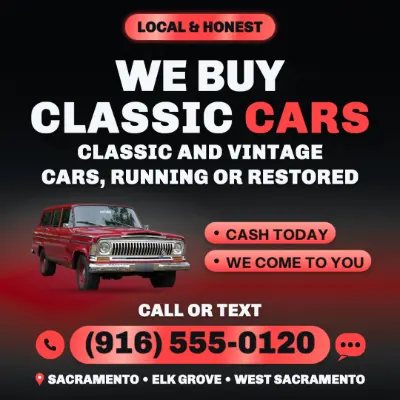 LOCAL & HONEST
WE BUY
CLASSIC CARS
CLASSIC AND VINTAGE
CARS, RUNNING OR RESTORED
• CASH TODAY
• WE COME TO YOU
CALL OR TEXT
(916) 555-0120
SACRAMENTO • ELK GROVE • WEST SACRAMENTO